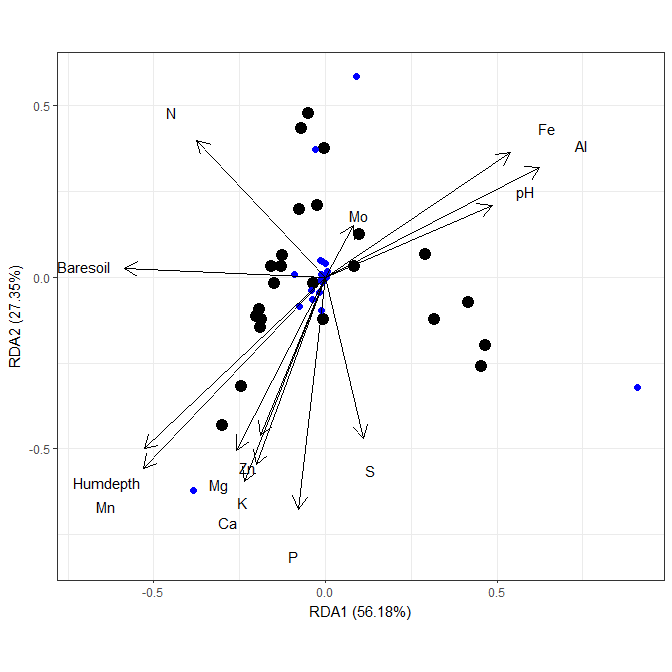 0.5
0.0
-0.5
RDA2 (27.35%)
N
Fe
Al
pH
Mo
Baresoil
Humdepth
Mn
Zn
Mg
K
Ca
S
P
-0.5
0.0
0.5
RDA1 (56.18%)